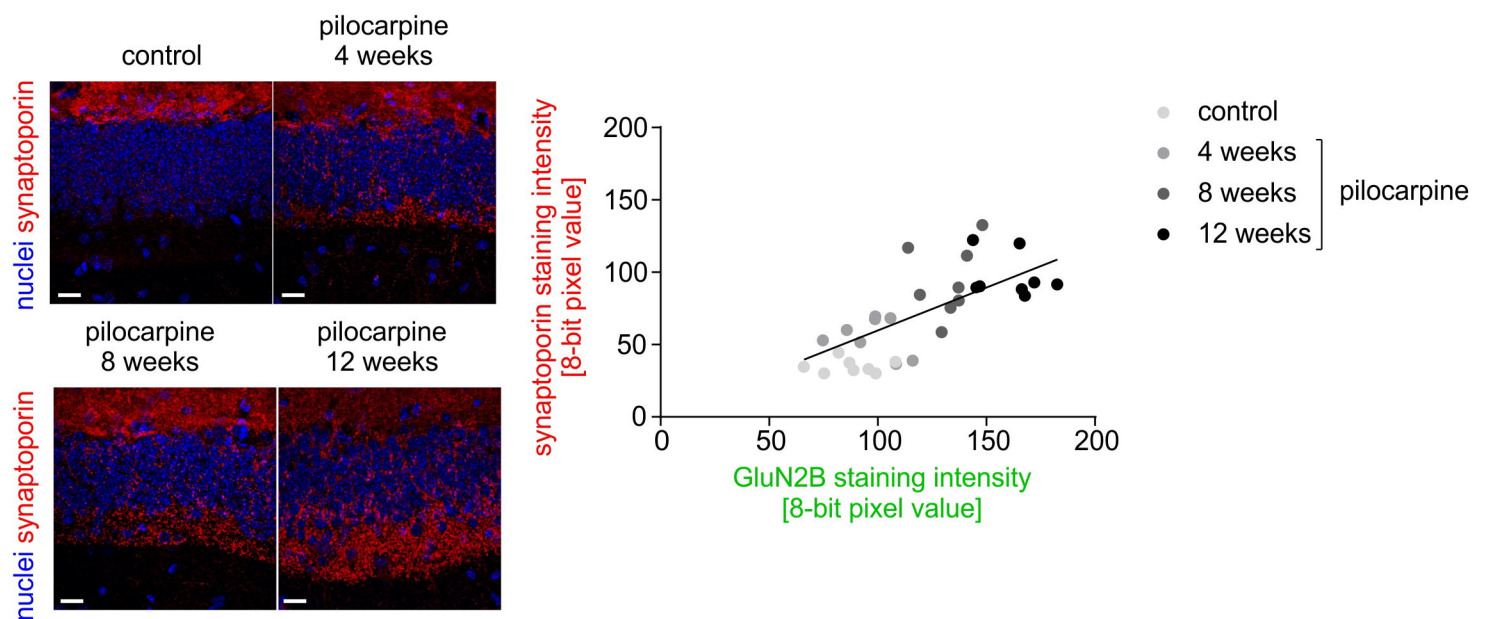 control
pilocarpine
4 weeks
nuclei synaptoporin
pilocarpine
8 weeks
pilocarpine
12 weeks
nuclei synaptoporin
synaptoporin staining intensity
[8-bit pixel value]
200
150
100
50
0
0
50
100
150
200
GluN2B staining intensity
[8-bit pixel value]
control
4 weeks
8 weeks
12 weeks
pilocarpine